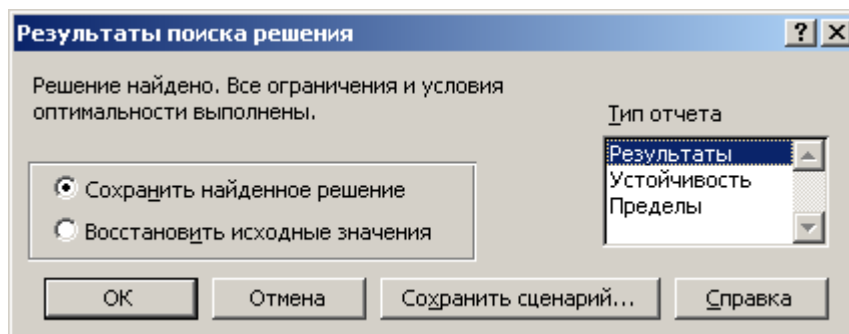 Результаты поиска решения
Решение найдено. Все ограничения и условия
оптимальности выполнены.
Тип отчета
Результаты
Устойчивость
Пределы
Сохранить найденное решение
Восстановить исходные значения
ОК
Отмена
Сохранить сценарий...
Справка